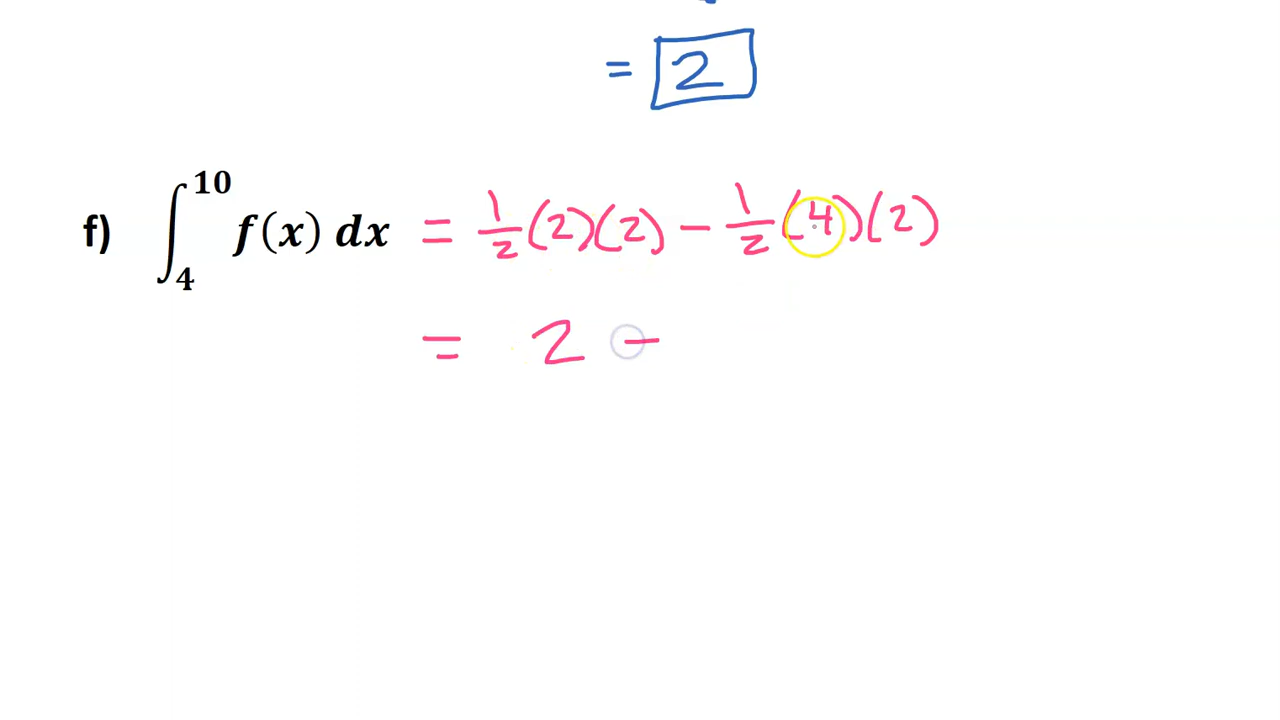 = 2
f) ∫₄¹⁰ f(x) dx = 1/2 (2)(2) − 1/2 (4)(2)
= 2 −